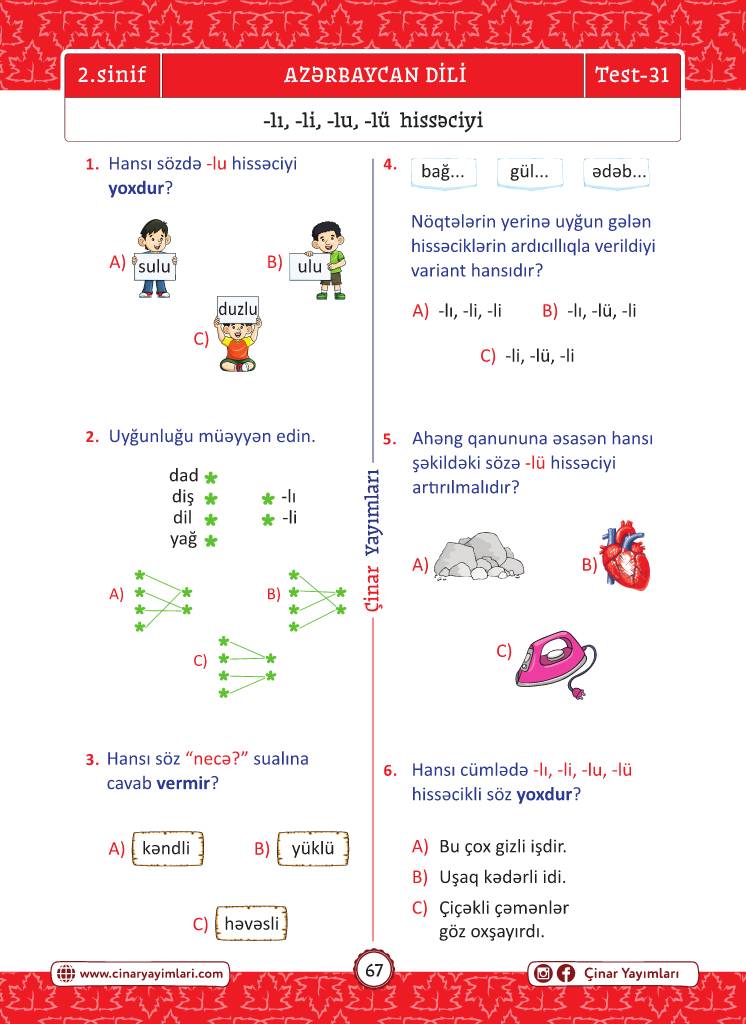 2.sinif
AZƏRBAYCAN DİLİ
Test-31
-lı, -li, -lu, -lü hissəciyi
1. Hansı sözdə -lu hissəciyi
yoxdur?
A) sulu
B) ulu
C) duzlu
2. Uyğunluğu müəyyən edin.
dad
diş -lı
dil -li
yağ
A)
B)
C)
3. Hansı söz “necə?” sualına
cavab vermir?
A) kəndli
B) yüklü
C) həvəsli
Çinar Yayımları
4. bağ... gül... ədəb...
Nöqtələrin yerinə uyğun gələn
hissəciklərin ardıcıllıqla verildiyi
variant hansıdır?
A) -lı, -li, -li
B) -lı, -lü, -li
C) -li, -lü, -li
5. Ahəng qanununa əsasən hansı
şəkildəki sözə -lü hissəciyi
artırılmalıdır?
A)
B)
C)
6. Hansı cümlədə -lı, -li, -lu, -lü
hissəcikli söz yoxdur?
A) Bu çox gizli işdir.
B) Uşaq kədərli idi.
C) Çiçəkli çəmənlər
göz oxşayırdı.
www.cinaryayimlari.com
67
Çinar Yayımları